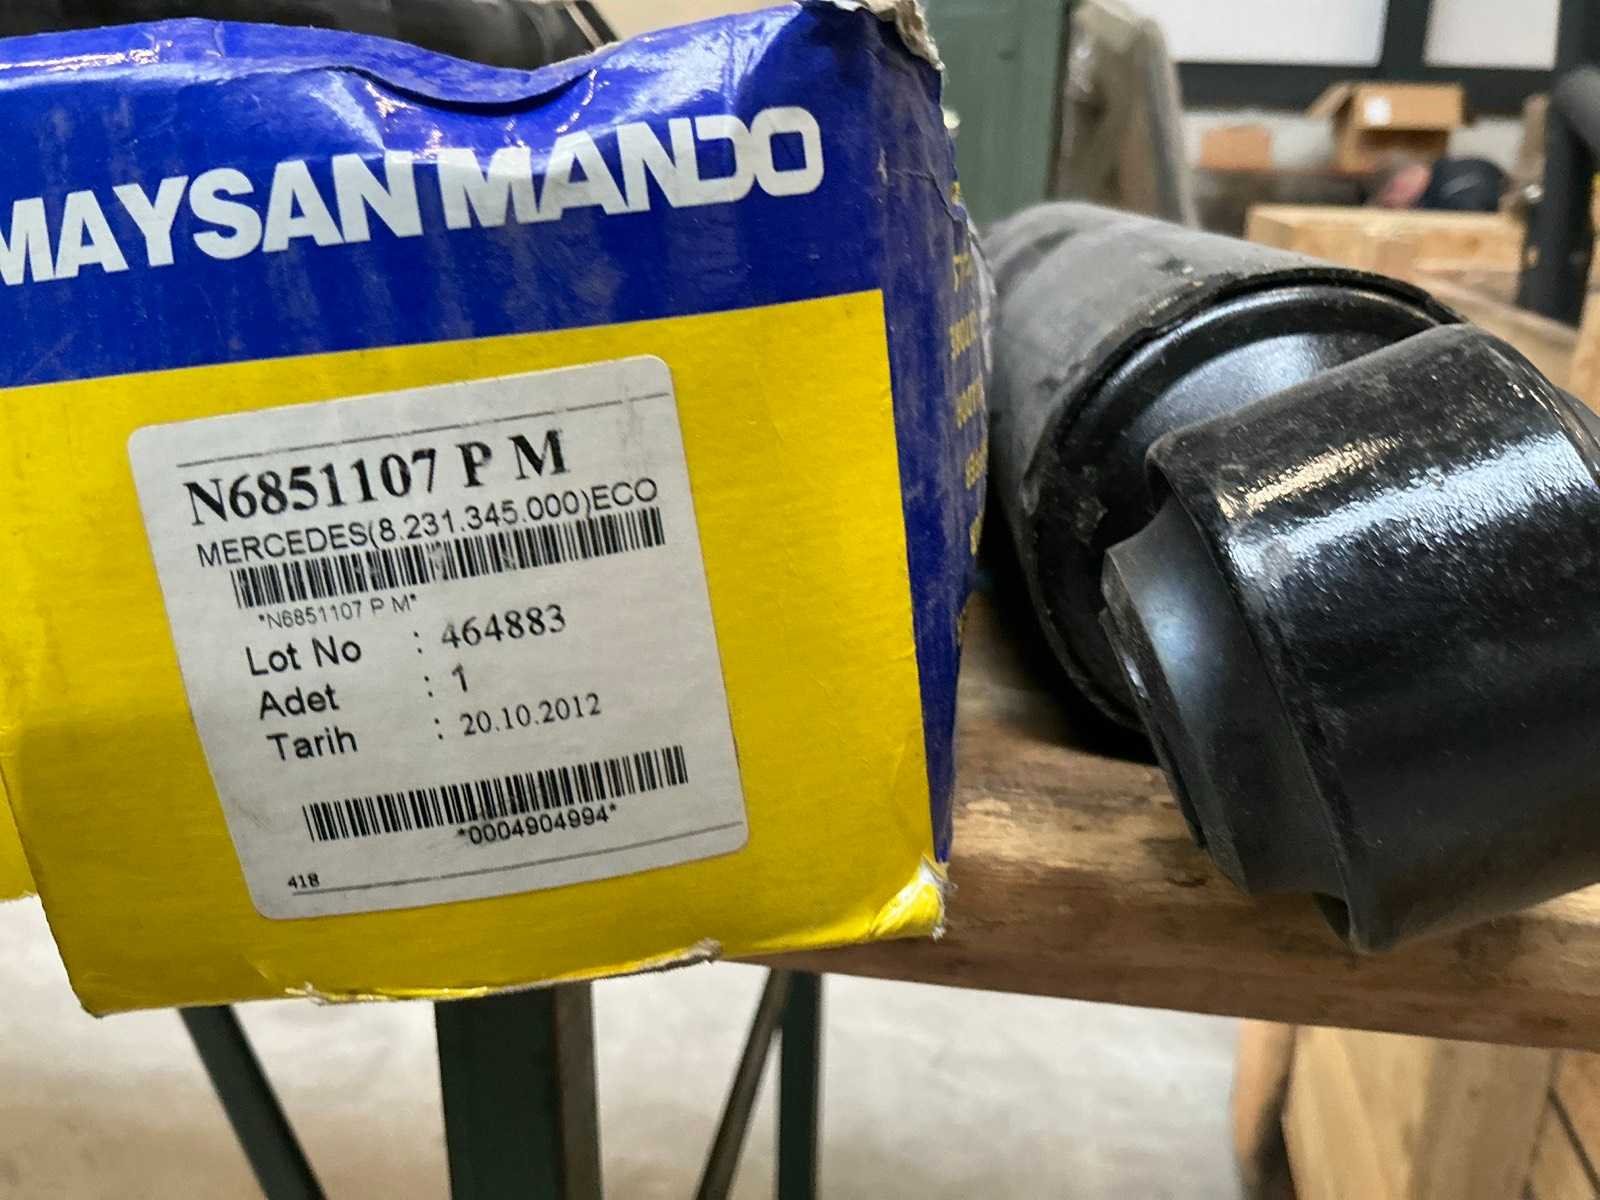 MAYSAN MANDO
N6851107 P M
MERCEDES(8.231.345.000)ECO
*N6851107 P M*
Lot No : 464883
Adet : 1
Tarih : 20.10.2012
*0004904994*
418